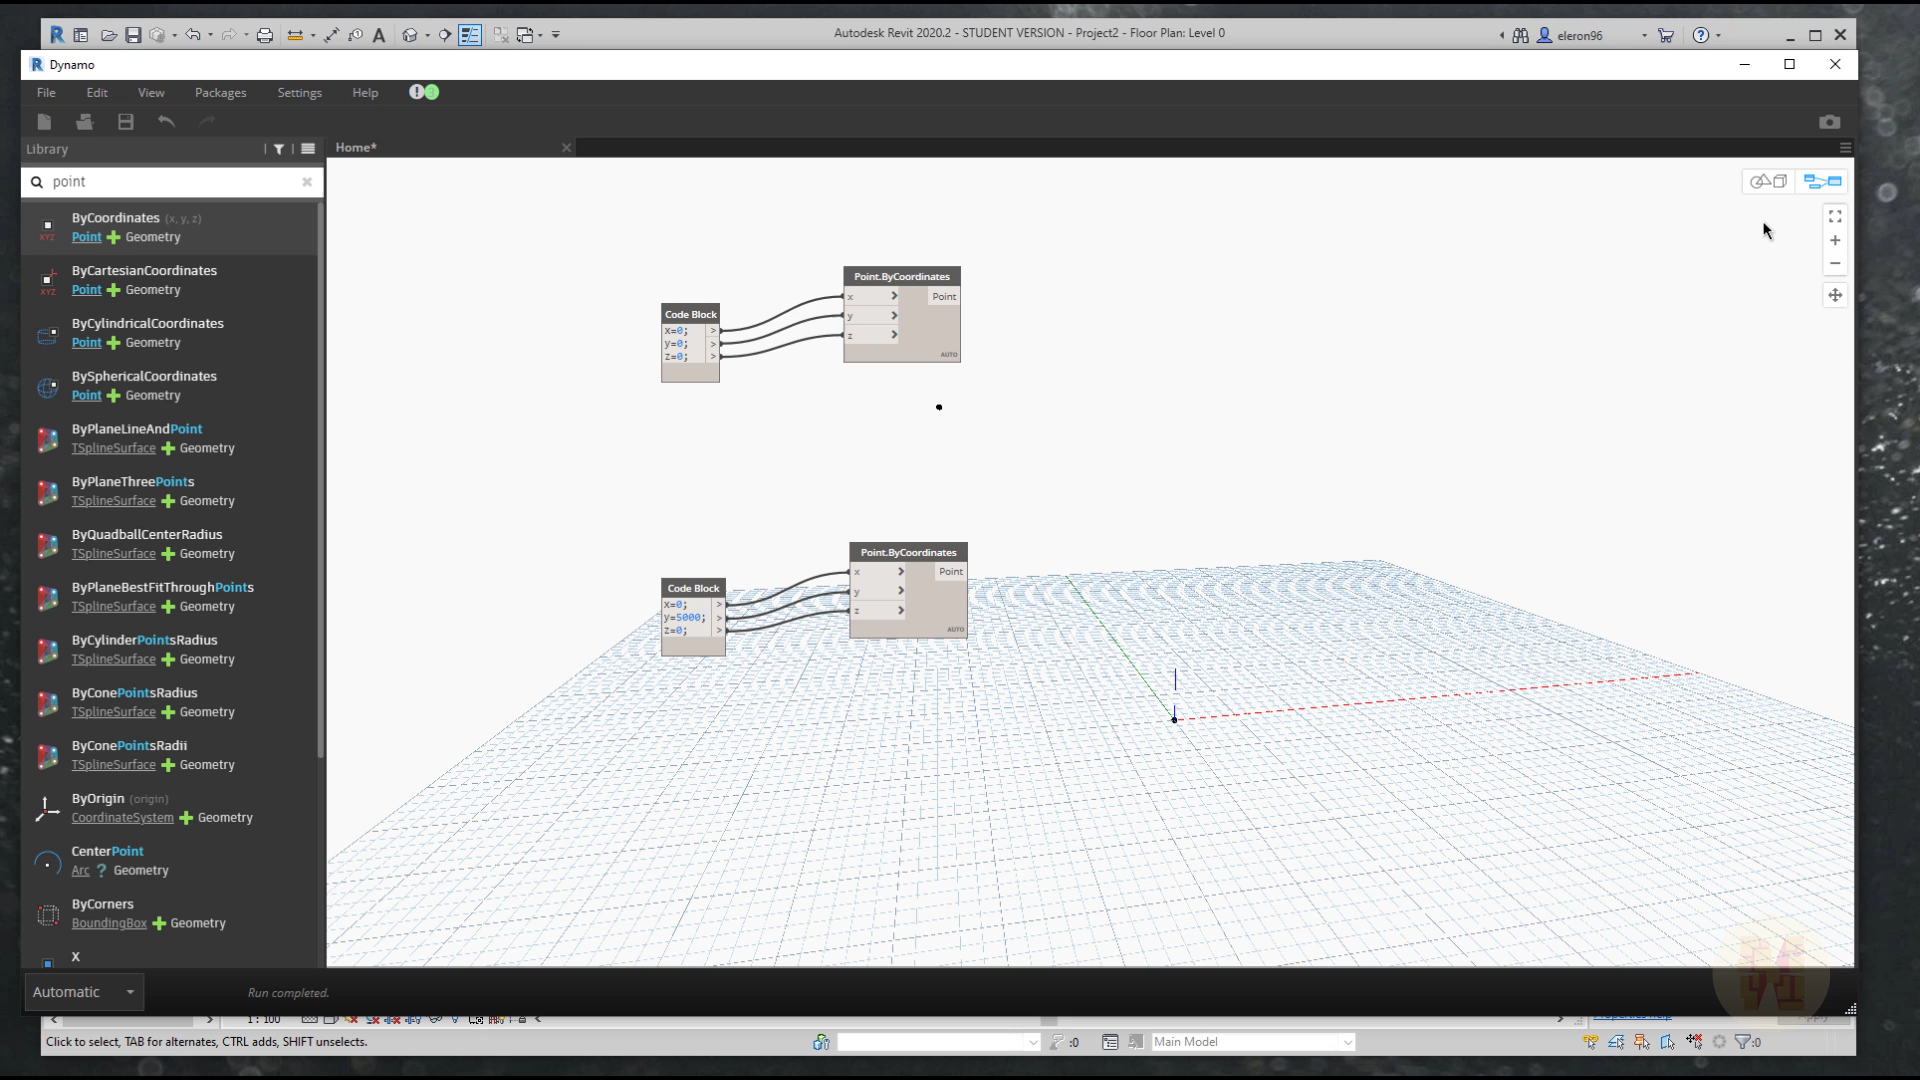 Autodesk Revit 2020.2 - STUDENT VERSION - Project2 - Floor Plan: Level 0
eleron96
Dynamo
File Edit View Packages Settings Help
Library
Home*
point
ByCoordinates (x, y, z)
Point Geometry
ByCartesianCoordinates
Point Geometry
ByCylindricalCoordinates
Point Geometry
BySphericalCoordinates
Point Geometry
ByPlaneLineAndPoint
TSplineSurface Geometry
ByPlaneThreePoints
TSplineSurface Geometry
ByQuadballCenterRadius
TSplineSurface Geometry
ByPlaneBestFitThroughPoints
TSplineSurface Geometry
ByCylinderPointsRadius
TSplineSurface Geometry
ByConePointsRadius
TSplineSurface Geometry
ByConePointsRadii
TSplineSurface Geometry
ByOrigin (origin)
CoordinateSystem Geometry
CenterPoint
Arc ? Geometry
ByCorners
BoundingBox Geometry
X
Code Block
x=0; >
y=0; >
z=0; >
Point.ByCoordinates
x > Point
y >
z >
AUTO
Code Block
x=0; >
y=5000; >
z=0; >
Point.ByCoordinates
x > Point
y >
z >
AUTO
Automatic
Run completed.
1 : 100
Properties help
Apply
Click to select, TAB for alternates, CTRL adds, SHIFT unselects.
:0
Main Model
:0